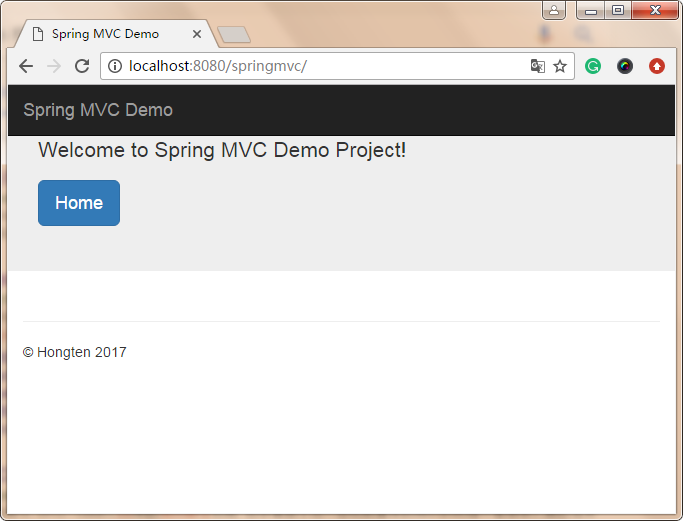 Spring MVC Demo
localhost:8080/springmvc/
Spring MVC Demo
Welcome to Spring MVC Demo Project!
Home
© Hongten 2017